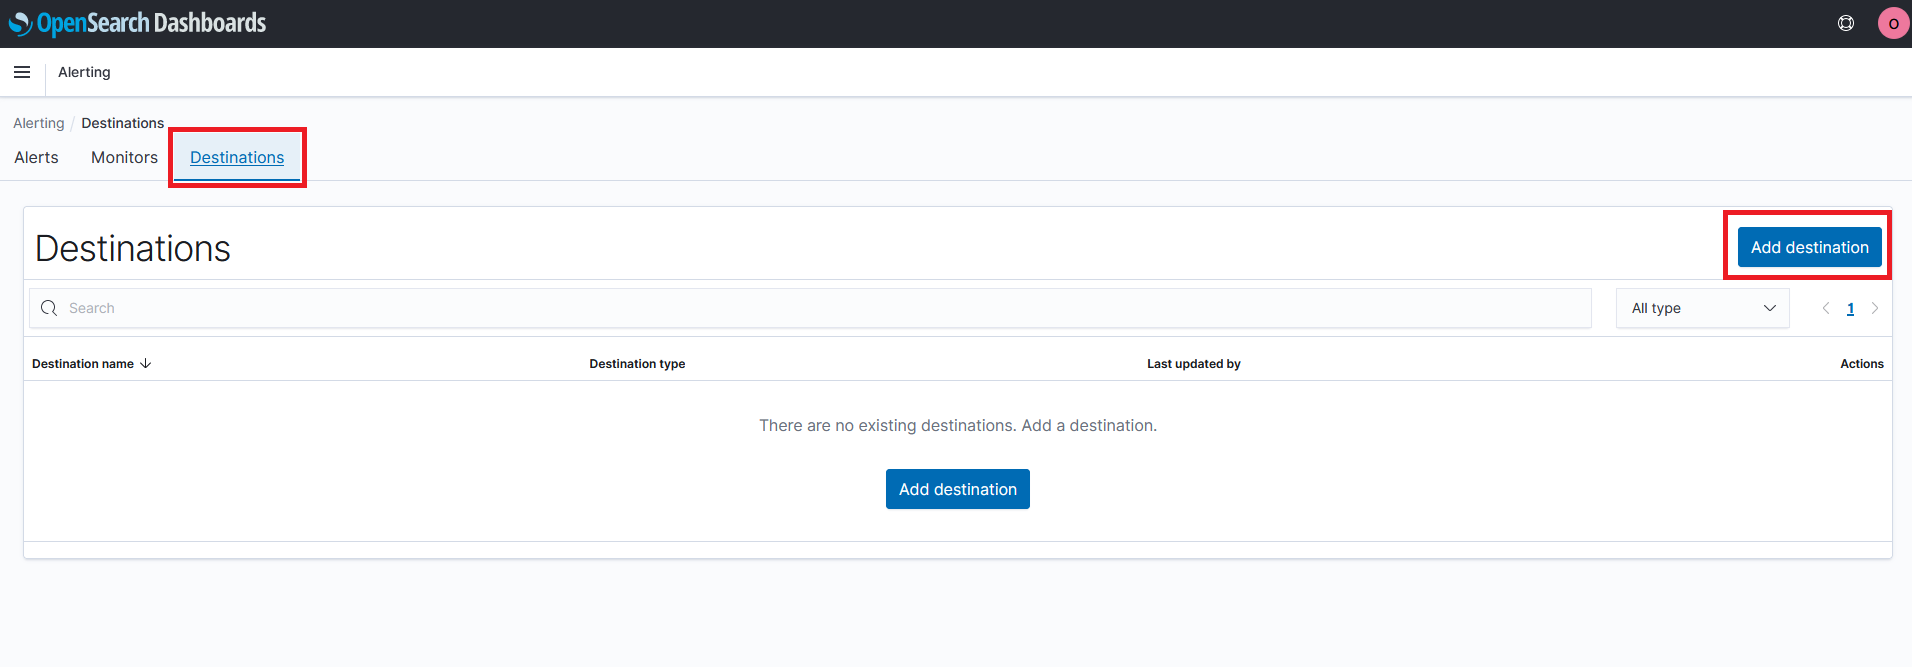 OpenSearch Dashboards
O
Alerting
Alerting / Destinations
Alerts Monitors Destinations
Destinations
Add destination
Search
All type
1
Destination name Destination type Last updated by Actions
There are no existing destinations. Add a destination.
Add destination